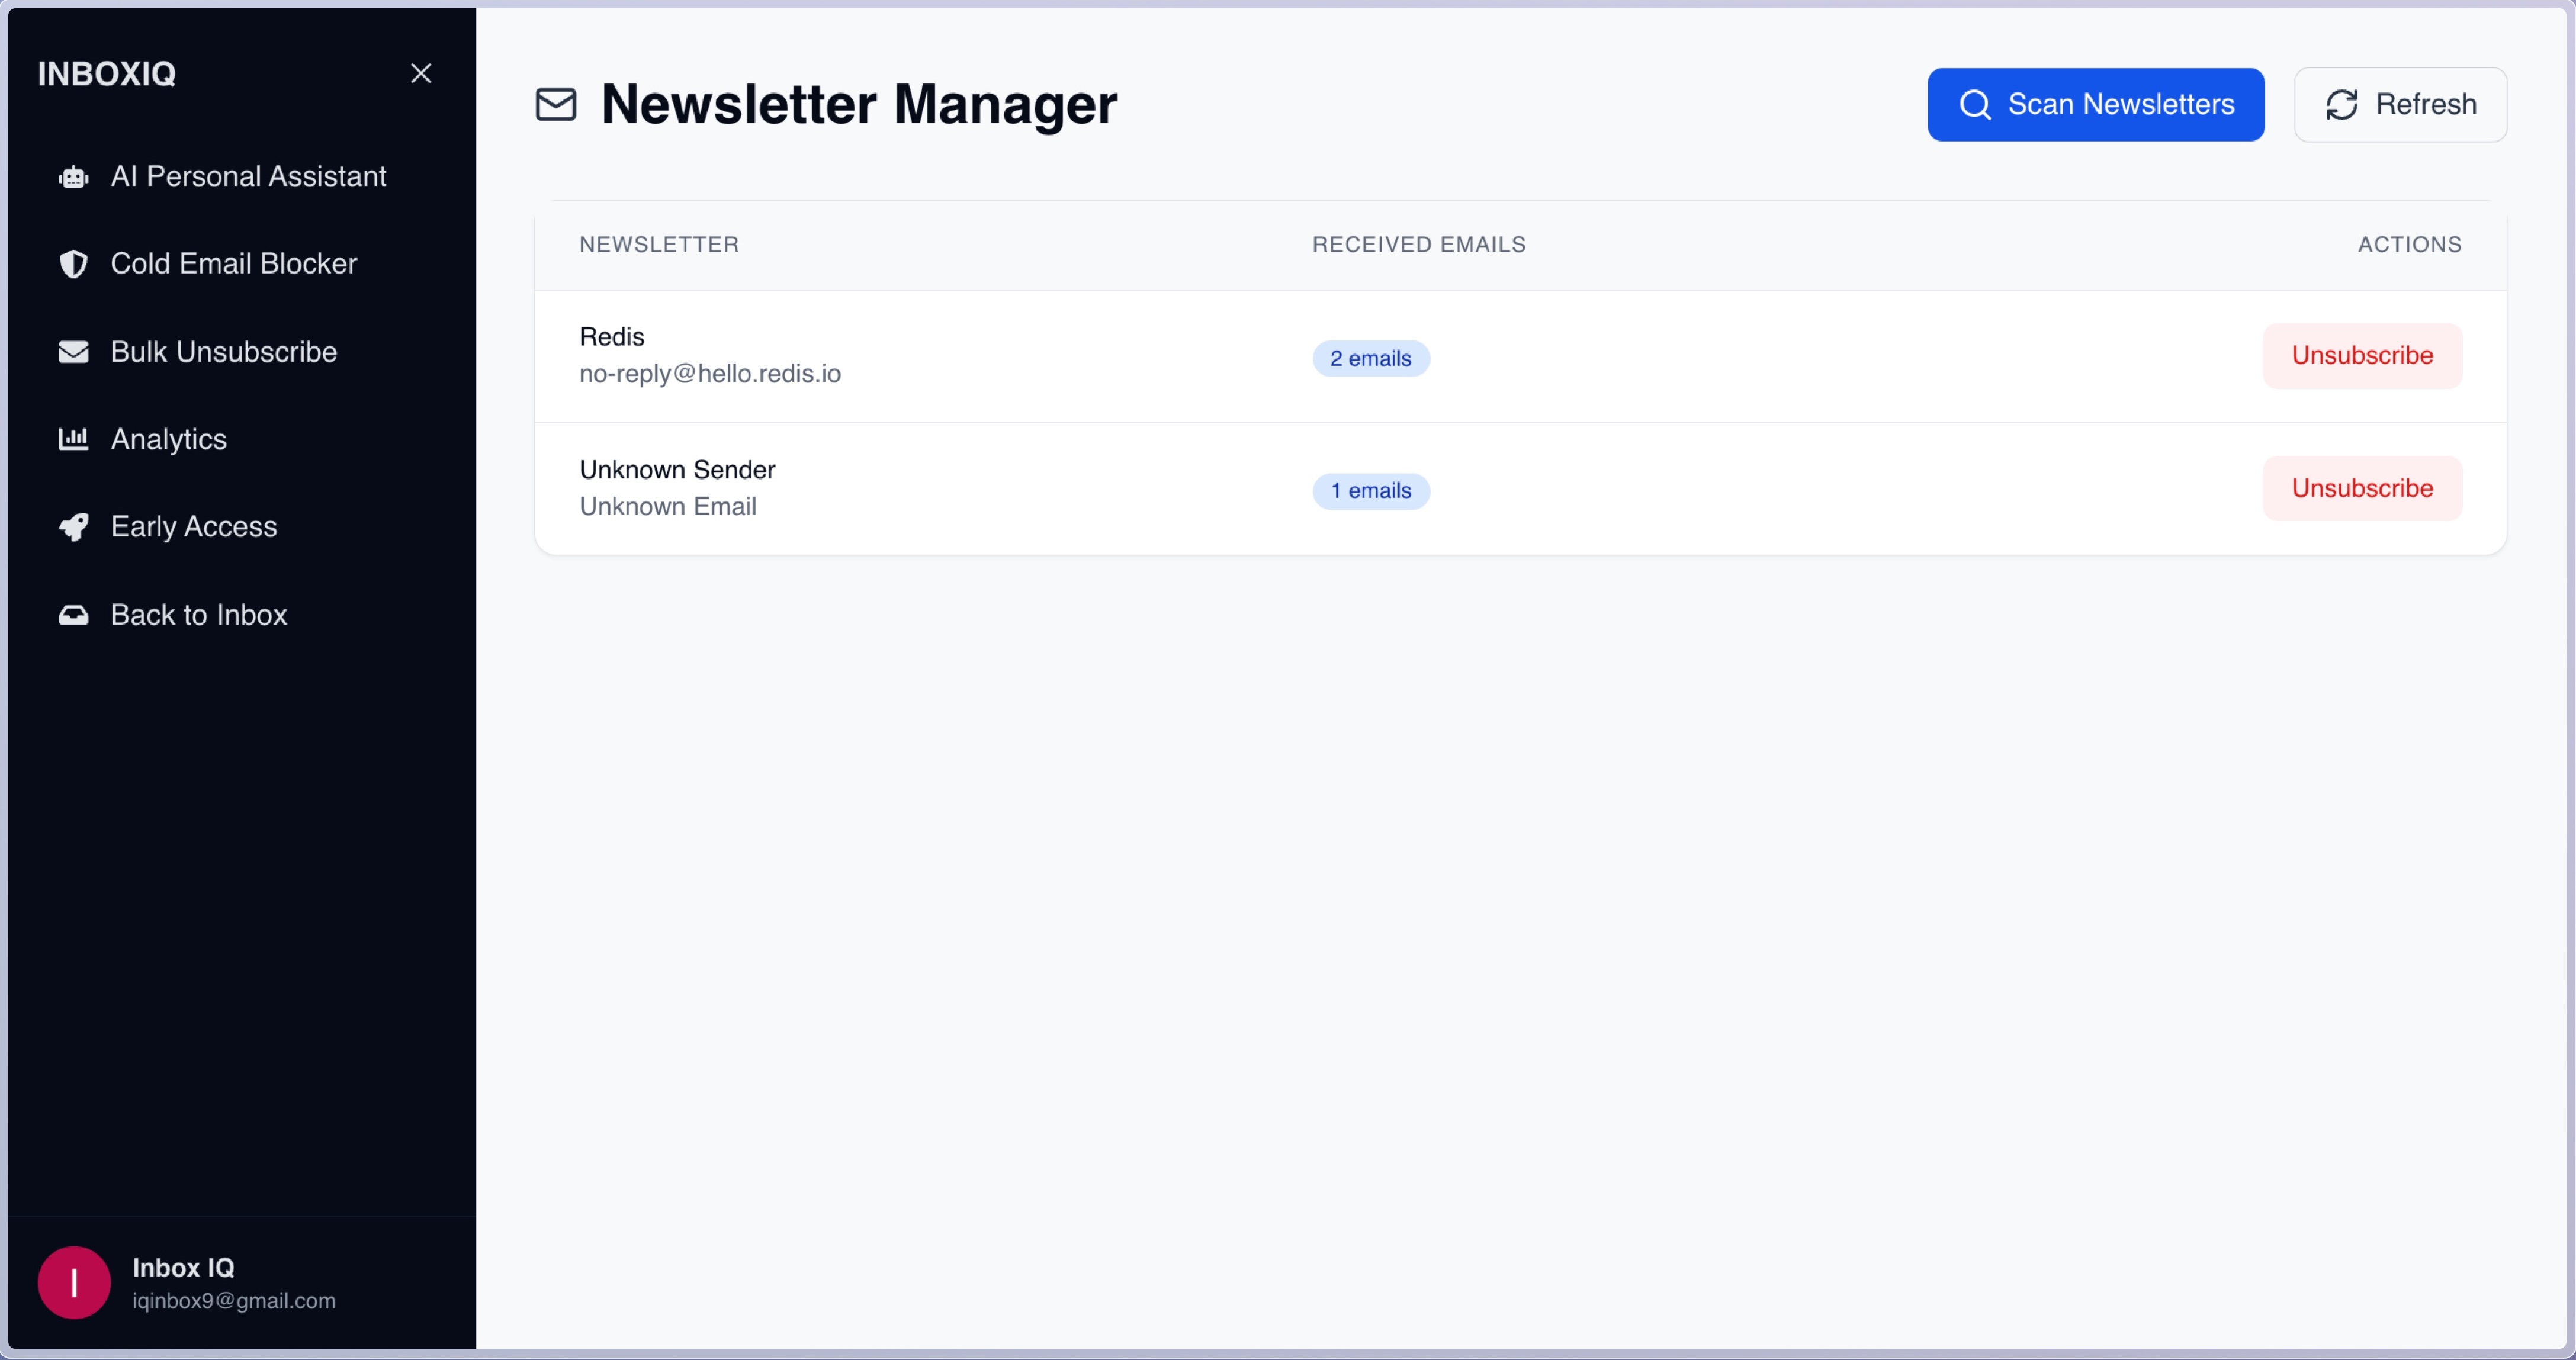 INBOXIQ
AI Personal Assistant
Cold Email Blocker
Bulk Unsubscribe
Analytics
Early Access
Back to Inbox
I
Inbox IQ
iqinbox9@gmail.com
Newsletter Manager
Scan Newsletters
Refresh
NEWSLETTER
RECEIVED EMAILS
ACTIONS
Redis
no-reply@hello.redis.io
2 emails
Unsubscribe
Unknown Sender
Unknown Email
1 emails
Unsubscribe